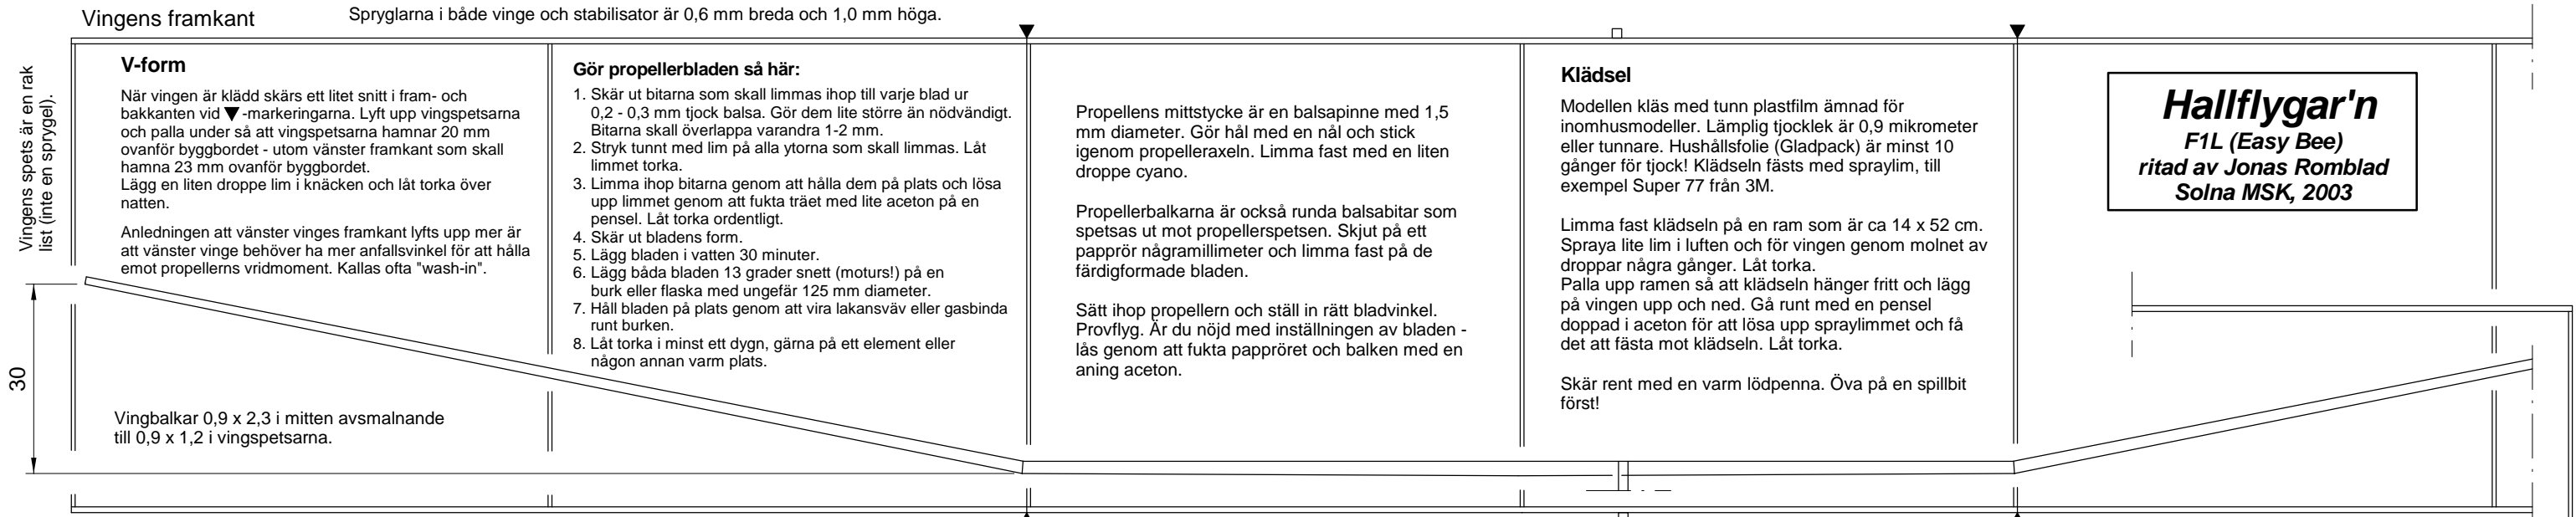 Vingens framkant
Spryglarna i både vinge och stabilisator är 0,6 mm breda och 1,0 mm höga.
Vingens spets är en rak
list (inte en sprygel).
V-form
När vingen är klädd skärs ett litet snitt i fram- och
bakkanten vid ▼-markeringarna. Lyft upp vingspetsarna
och palla under så att vingspetsarna hamnar 20 mm
ovanför byggbordet - utom vänster framkant som skall
hamna 23 mm ovanför byggbordet.
Lägg en liten droppe lim i knäcken och låt torka över
natten.
Anledningen att vänster vinges framkant lyfts upp mer är
att vänster vinge behöver ha mer anfallsvinkel för att hålla
emot propellerns vridmoment. Kallas ofta "wash-in".
30
Vingbalkar 0,9 x 2,3 i mitten avsmalnande
till 0,9 x 1,2 i vingspetsarna.
Gör propellerbladen så här:
1. Skär ut bitarna som skall limmas ihop till varje blad ur
0,2 - 0,3 mm tjock balsa. Gör dem lite större än nödvändigt.
Bitarna skall överlappa varandra 1-2 mm.
2. Stryk tunnt med lim på alla ytorna som skall limmas. Låt
limmet torka.
3. Limma ihop bitarna genom att hålla dem på plats och lösa
upp limmet genom att fukta träet med lite aceton på en
pensel. Låt torka ordentligt.
4. Skär ut bladens form.
5. Lägg bladen i vatten 30 minuter.
6. Lägg båda bladen 13 grader snett (moturs!) på en
burk eller flaska med ungefär 125 mm diameter.
7. Håll bladen på plats genom att vira lakansväv eller gasbinda
runt burken.
8. Låt torka i minst ett dygn, gärna på ett element eller
någon annan varm plats.
Propellens mittstycke är en balsapinne med 1,5
mm diameter. Gör hål med en nål och stick
igenom propelleraxeln. Limma fast med en liten
droppe cyano.
Propellerbalkarna är också runda balsabitar som
spetsas ut mot propellerspetsen. Skjut på ett
papprör någramillimeter och limma fast på de
färdigformade bladen.
Sätt ihop propellern och ställ in rätt bladvinkel.
Provflyg. Är du nöjd med inställningen av bladen -
lås genom att fukta pappröret och balken med en
aning aceton.
Klädsel
Modellen kläs med tunn plastfilm ämnad för
inomhusmodeller. Lämplig tjocklek är 0,9 mikrometer
eller tunnare. Hushållsfolie (Gladpack) är minst 10
gånger för tjock! Klädseln fästs med spraylim, till
exempel Super 77 från 3M.
Limma fast klädseln på en ram som är ca 14 x 52 cm.
Spraya lite lim i luften och för vingen genom molnet av
droppar några gånger. Låt torka.
Palla upp ramen så att klädseln hänger fritt och lägg
på vingen upp och ned. Gå runt med en pensel
doppad i aceton för att lösa upp spraylimmet och få
det att fästa mot klädseln. Låt torka.
Skär rent med en varm lödpenna. Öva på en spillbit
först!
Hallflygar'n
F1L (Easy Bee)
ritad av Jonas Romblad
Solna MSK, 2003